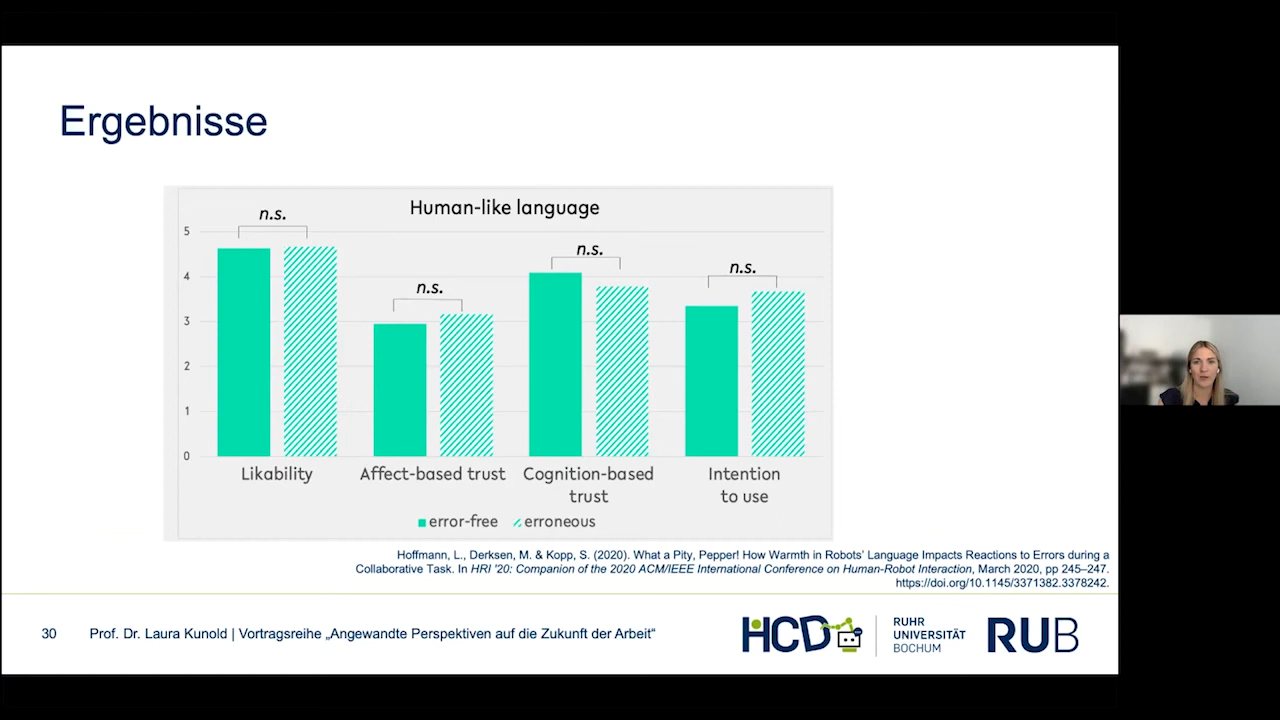 Ergebnisse
Human-like language
n.s.
n.s.
n.s.
n.s.
5
4
3
2
1
0
Likability
Affect-based trust
Cognition-based
trust
Intention
to use
error-free
erroneous
Hoffmann, L., Derksen, M. & Kopp, S. (2020). What a Pity, Pepper! How Warmth in Robots' Language Impacts Reactions to Errors during a
Collaborative Task. In HRI '20: Companion of the 2020 ACM/IEEE International Conference on Human-Robot Interaction, March 2020, pp 245–247.
https://doi.org/10.1145/3371382.3378242.
30
Prof. Dr. Laura Kunold | Vortragsreihe „Angewandte Perspektiven auf die Zukunft der Arbeit“
HCD
RUHR
UNIVERSITÄT
BOCHUM
RUB